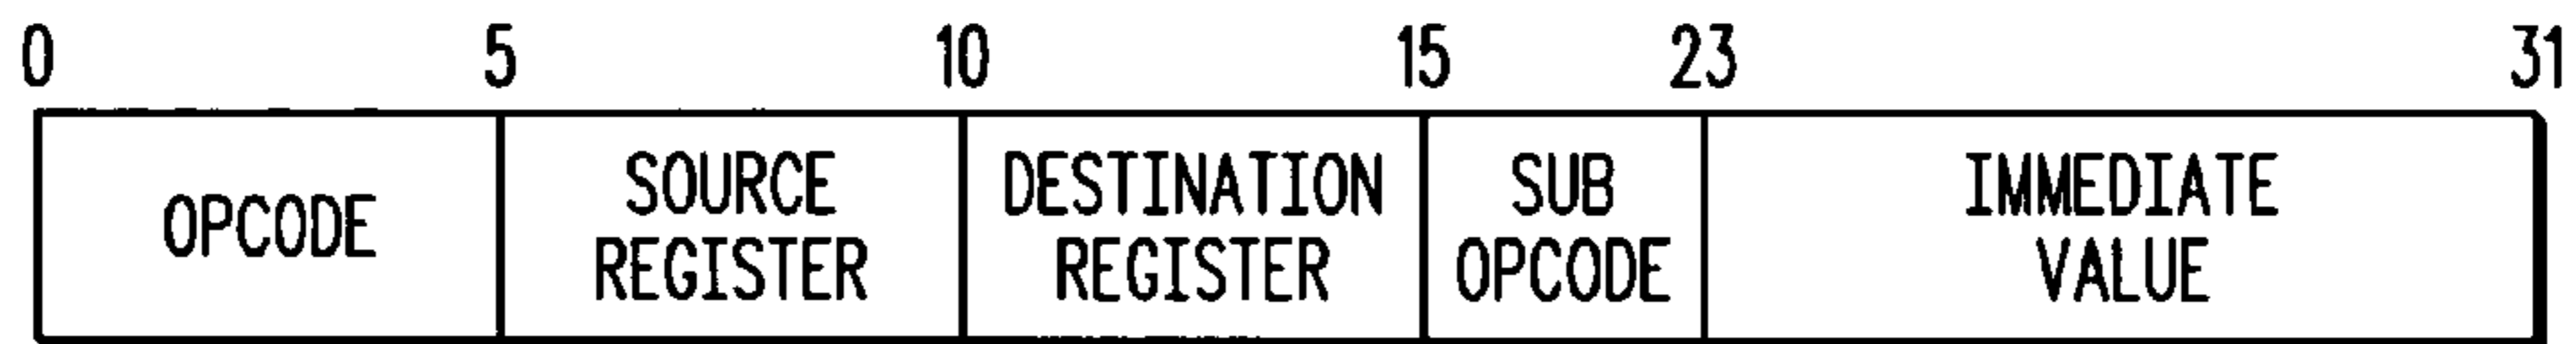 0 5 10 15 23 31
OPCODE
SOURCE
REGISTER
DESTINATION
REGISTER
SUB
OPCODE
IMMEDIATE
VALUE